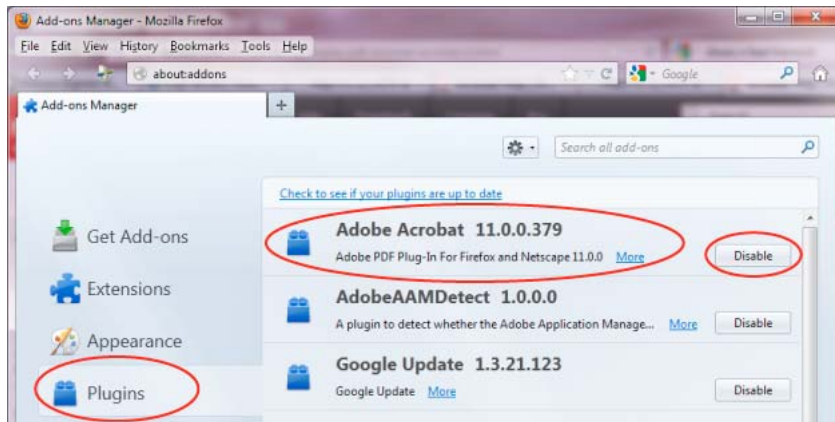 Add-ons Manager - Mozilla Firefox
File Edit View History Bookmarks Tools Help
about:addons
Google
Add-ons Manager
+
Search all add-ons
Check to see if your plugins are up to date
Get Add-ons
Extensions
Appearance
Plugins
Adobe Acrobat 11.0.0.379
Adobe PDF Plug-In For Firefox and Netscape 11.0.0 More
Disable
AdobeAAMDetect 1.0.0.0
A plugin to detect whether the Adobe Application Manage... More
Disable
Google Update 1.3.21.123
Google Update More
Disable